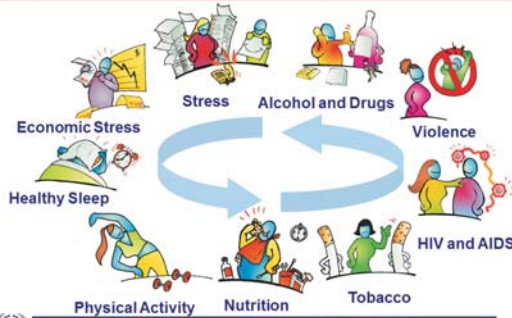 Stress
Alcohol and Drugs
Economic Stress
Violence
Healthy Sleep
HIV and AIDS
Physical Activity
Nutrition
Tobacco
$